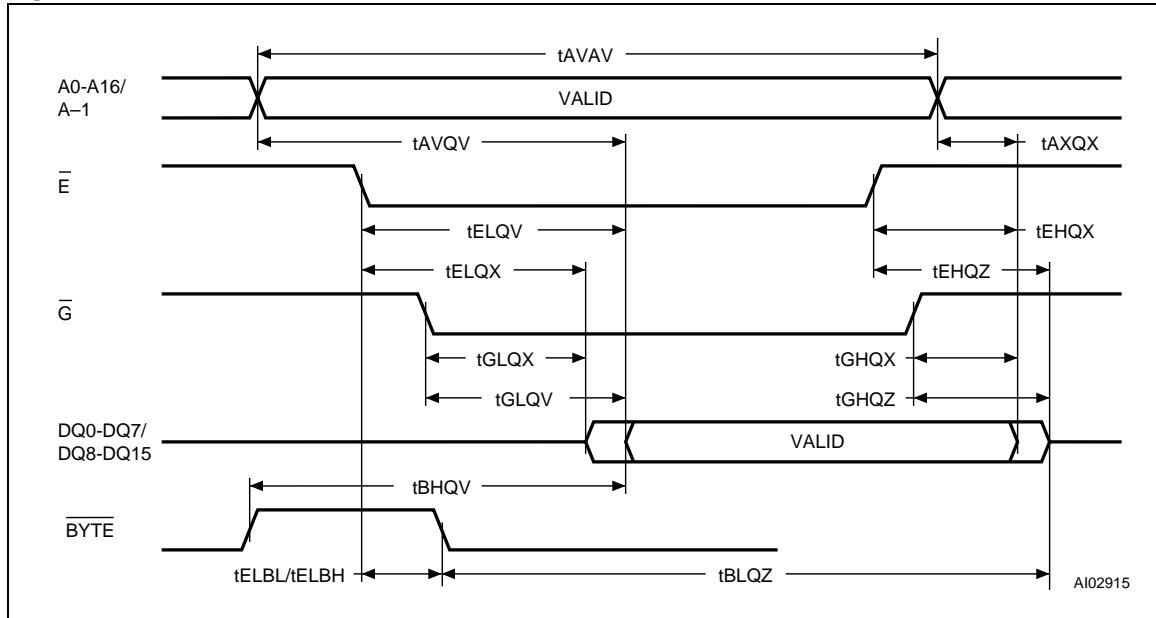 tAVAV
A0-A16/
A–1
VALID
tAVQV
tAXQX
E
tELQV
tEHQX
tELQX
tEHQZ
G
tGLQX
tGHQX
tGLQV
tGHQZ
DQ0-DQ7/
DQ8-DQ15
VALID
tBHQV
BYTE
tELBL/tELBH
tBLQZ
AI02915